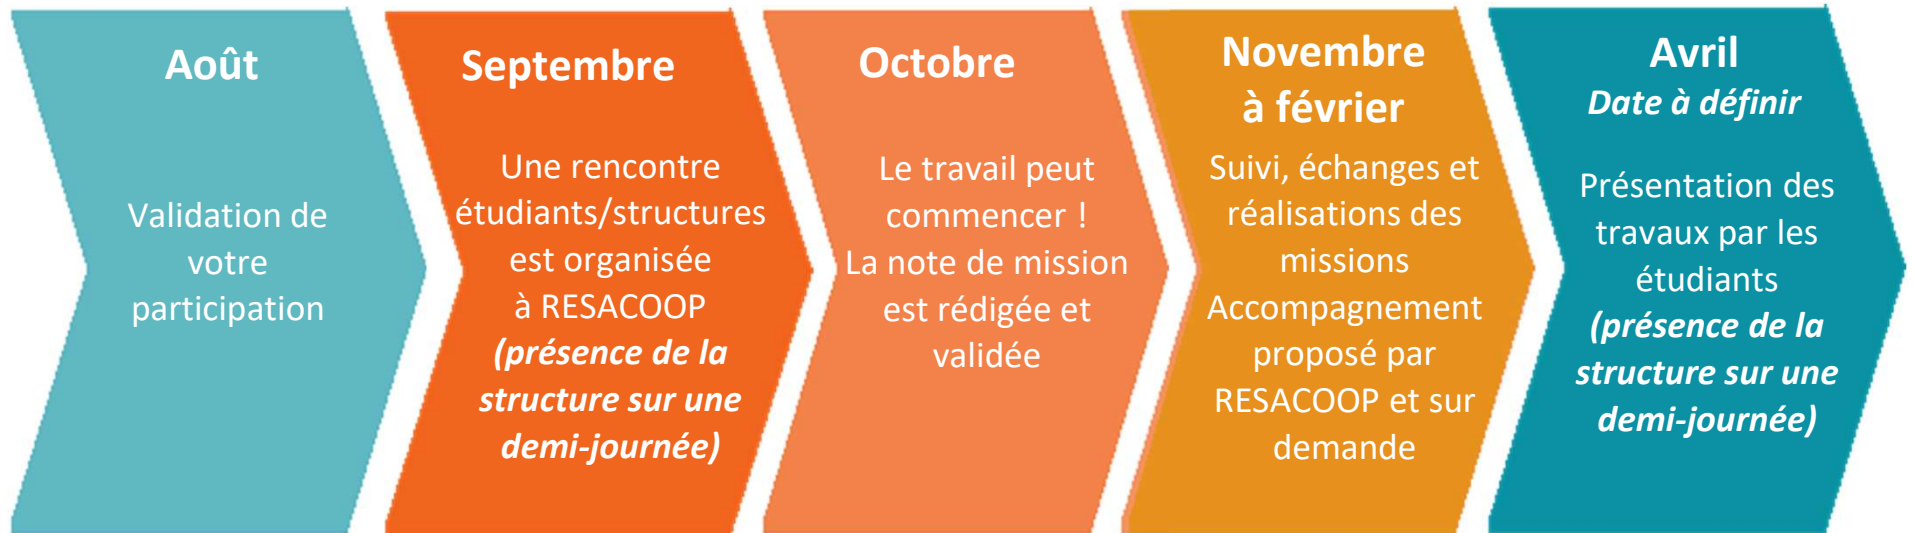 Août
Validation de
votre
participation
Septembre
Une rencontre
étudiants/structures
est organisée
à RESACOOP
(présence de la
structure sur une
demi-journée)
Octobre
Le travail peut
commencer !
La note de mission
est rédigée et
validée
Novembre
à février
Suivi, échanges et
réalisations des
missions
Accompagnement
proposé par
RESACOOP et sur
demande
Avril
Date à définir
Présentation des
travaux par les
étudiants
(présence de la
structure sur une
demi-journée)